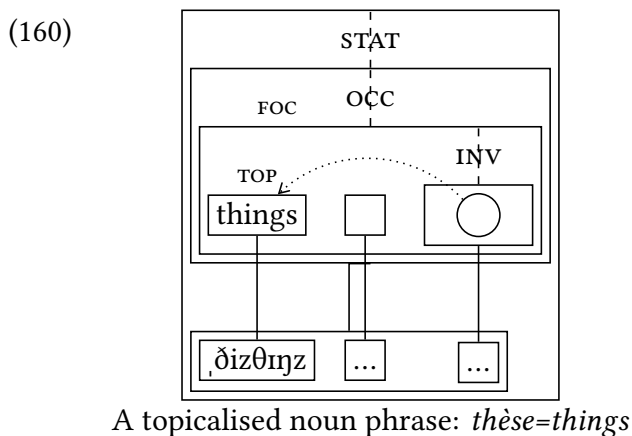 (160)
STAT
OCC
FOC
INV
TOP
things
ˌðizθɪŋz
...
...
A topicalised noun phrase: thèse=things